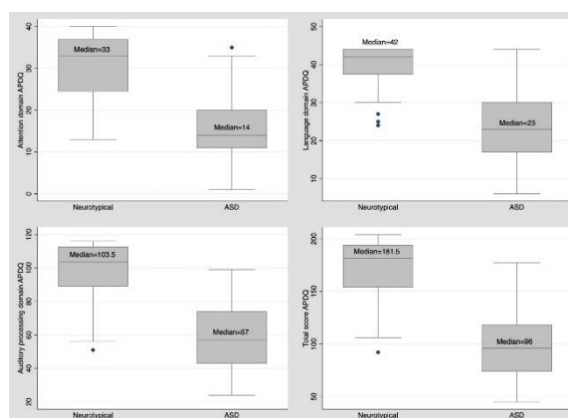 Attention domain APDQ
40
30
20
10
0
Median=33
Median=14
Neurotypical
ASD
Language domain APDQ
50
40
30
20
10
Median=42
Median=23
Neurotypical
ASD
Auditory processing domain APDQ
120
100
80
60
40
20
Median=103.5
Median=57
Neurotypical
ASD
Total score APDQ
200
150
100
50
Median=181.5
Median=96
Neurotypical
ASD